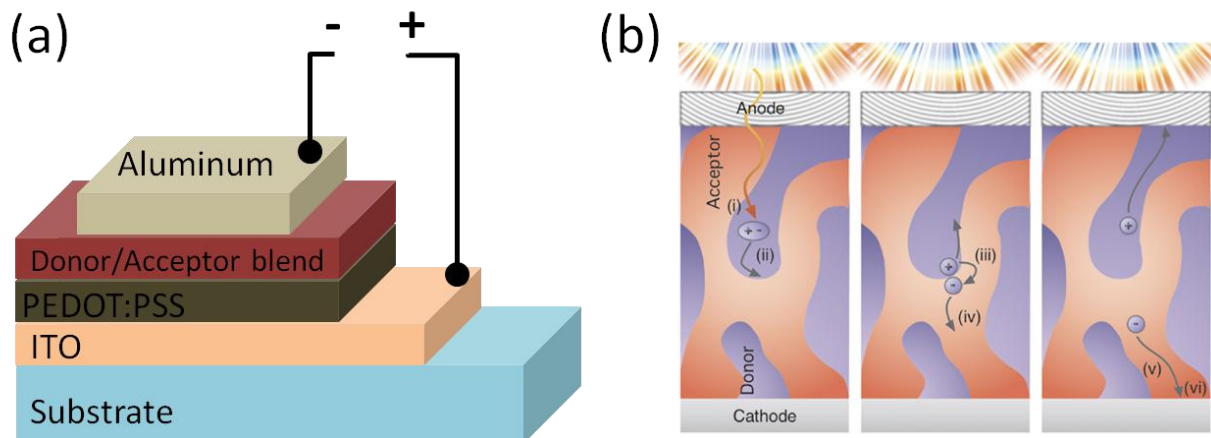 (a)
- +
Aluminum
Donor/Acceptor blend
PEDOT:PSS
ITO
Substrate
(b)
Anode
Acceptor
(i)
+ -
(ii)
Donor
Cathode
+
(iii)
-
(iv)
+
-
(v)
(vi)